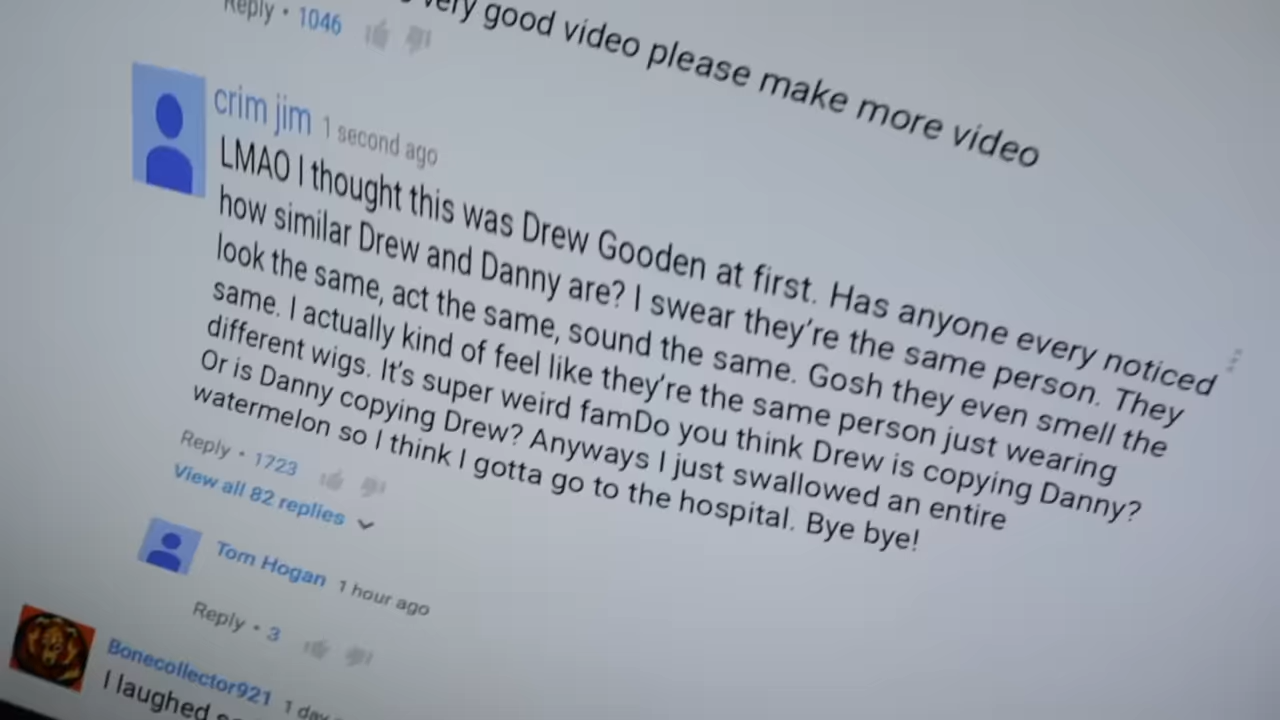 very good video please make more video
Reply • 1046
crim jim 1 second ago
LMAO I thought this was Drew Gooden at first. Has anyone every noticed
how similar Drew and Danny are? I swear they're the same person. They
look the same, act the same, sound the same. Gosh they even smell the
same. I actually kind of feel like they're the same person just wearing
different wigs. It's super weird famDo you think Drew is copying Danny?
Or is Danny copying Drew? Anyways I just swallowed an entire
watermelon so I think I gotta go to the hospital. Bye bye!
Reply • 1723
View all 82 replies
Tom Hogan 1 hour ago
Reply • 3
Bonecollector921 1 day
I laughed